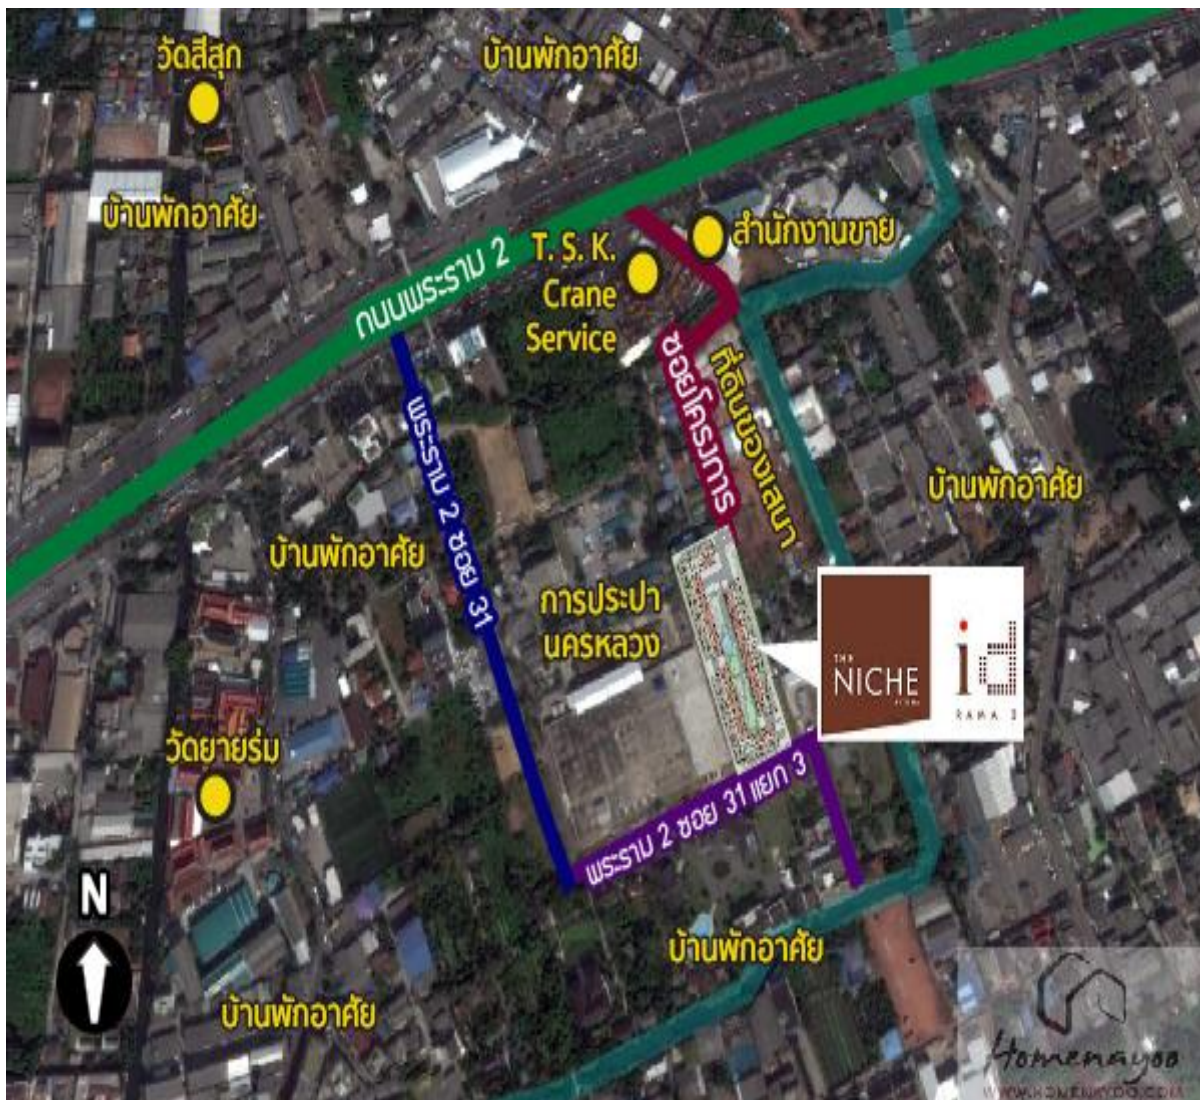 วัดสีสุก
บ้านพักอาศัย
บ้านพักอาศัย
สำนักงานขาย
T. S. K.
Crane
Service
ถนนพระราม 2
ซอยโครงการ
ที่ดินของเสนา
พระราม 2 ซอย 31
บ้านพักอาศัย
บ้านพักอาศัย
การประปา
นครหลวง
THE
NICHE
id
RAMA 2
วัดยายร่ม
พระราม 2 ซอย 31 แยก 3
N
บ้านพักอาศัย
บ้านพักอาศัย
Homenayoo
WWW.HOMENAYOO.COM